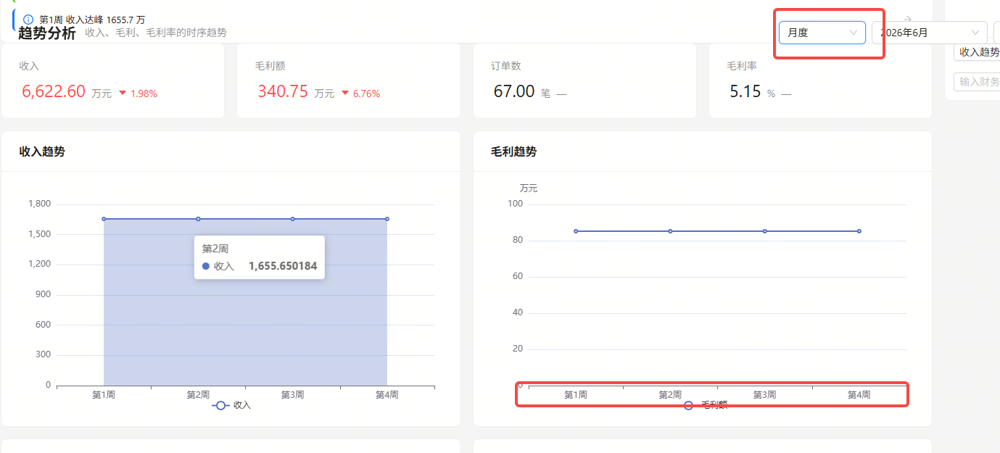 第1周 收入达峰 1655.7 万
趋势分析 收入、毛利、毛利率的时序趋势
月度
2026年6月
收入趋势
输入财务
收入
6,622.60 万元 ▼ 1.98%
毛利额
340.75 万元 ▼ 6.76%
订单数
67.00 笔 —
毛利率
5.15 % —
收入趋势
1,800
1,500
1,200
900
600
300
0
第2周
收入 1,655.650184
第1周 第2周 第3周 第4周
收入
毛利趋势
万元
100
80
60
40
20
0
第1周 第2周 第3周 第4周
毛利额